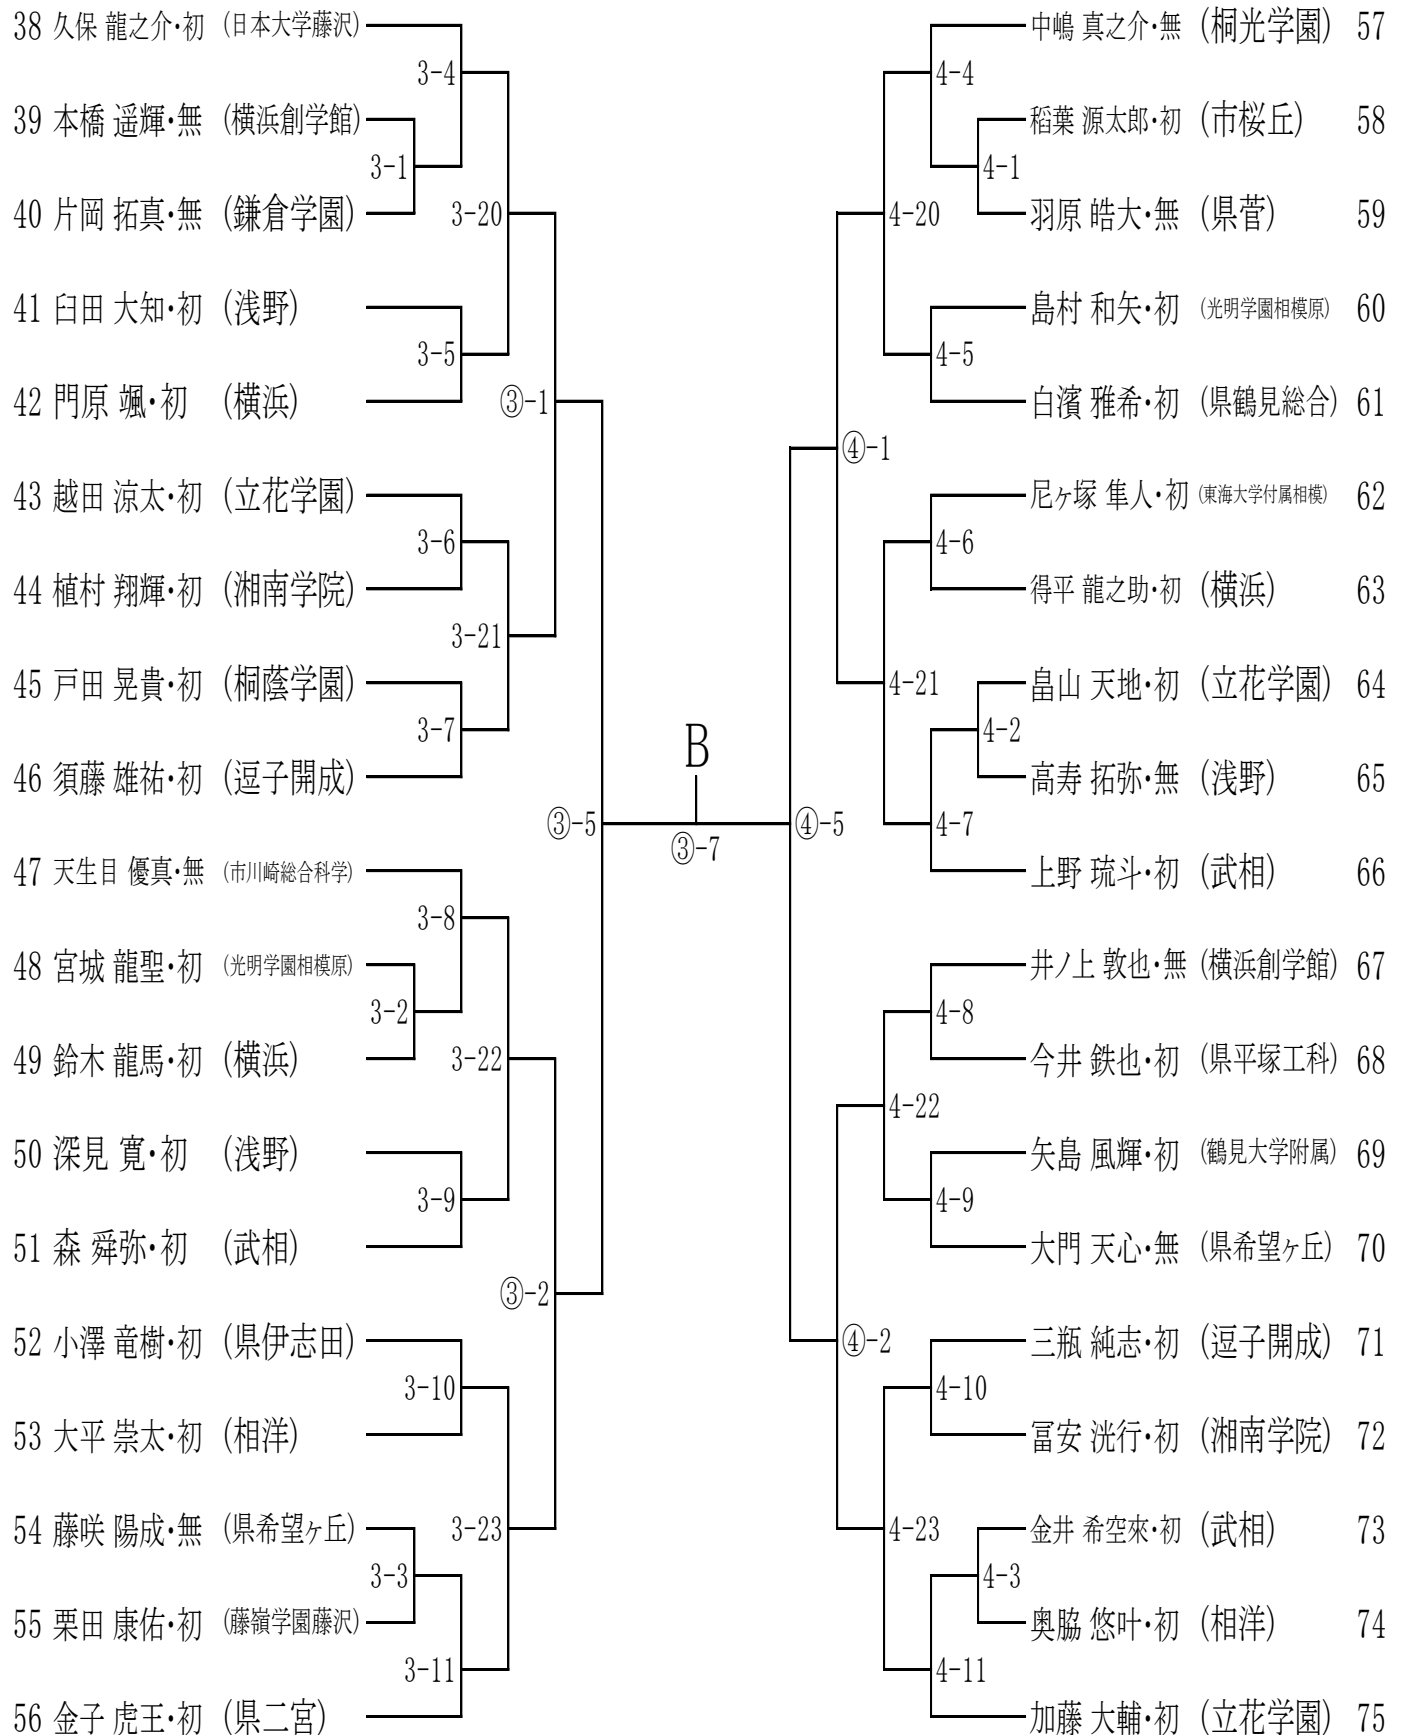 38 久保 龍之介・初 (日本大学藤沢)
3-4
39 本橋 遥輝・無 (横浜創学館)
3-1
40 片岡 拓真・無 (鎌倉学園)
3-20
41 臼田 大知・初 (浅野)
3-5
42 門原 颯・初 (横浜)
③-1
43 越田 涼太・初 (立花学園)
3-6
44 植村 翔輝・初 (湘南学院)
3-21
45 戸田 晃貴・初 (桐蔭学園)
3-7
46 須藤 雄祐・初 (逗子開成)
③-5
47 天生目 優真・無 (市川崎総合科学)
3-8
48 宮城 龍聖・初 (光明学園相模原)
3-2
49 鈴木 龍馬・初 (横浜)
3-22
50 深見 寛・初 (浅野)
3-9
51 森 舜弥・初 (武相)
③-2
52 小澤 竜樹・初 (県伊志田)
3-10
53 大平 崇太・初 (相洋)
54 藤咲 陽成・無 (県希望ヶ丘)
3-23
3-3
55 栗田 康佑・初 (藤嶺学園藤沢)
3-11
56 金子 虎王・初 (県二宮)
B
③-7
中嶋 真之介・無 (桐光学園) 57
4-4
稲葉 源太郎・初 (市桜丘) 58
4-1
羽原 皓大・無 (県菅) 59
4-20
島村 和矢・初 (光明学園相模原) 60
4-5
白濱 雅希・初 (県鶴見総合) 61
④-1
尼ヶ塚 隼人・初 (東海大学付属相模) 62
4-6
得平 龍之助・初 (横浜) 63
4-21
畠山 天地・初 (立花学園) 64
4-2
高寿 拓弥・無 (浅野) 65
④-5
4-7
上野 琉斗・初 (武相) 66
井ノ上 敦也・無 (横浜創学館) 67
4-8
今井 鉄也・初 (県平塚工科) 68
4-22
矢島 風輝・初 (鶴見大学附属) 69
4-9
大門 天心・無 (県希望ヶ丘) 70
三瓶 純志・初 (逗子開成) 71
④-2
4-10
冨安 洸行・初 (湘南学院) 72
金井 希空來・初 (武相) 73
4-23
4-3
奥脇 悠叶・初 (相洋) 74
4-11
加藤 大輔・初 (立花学園) 75